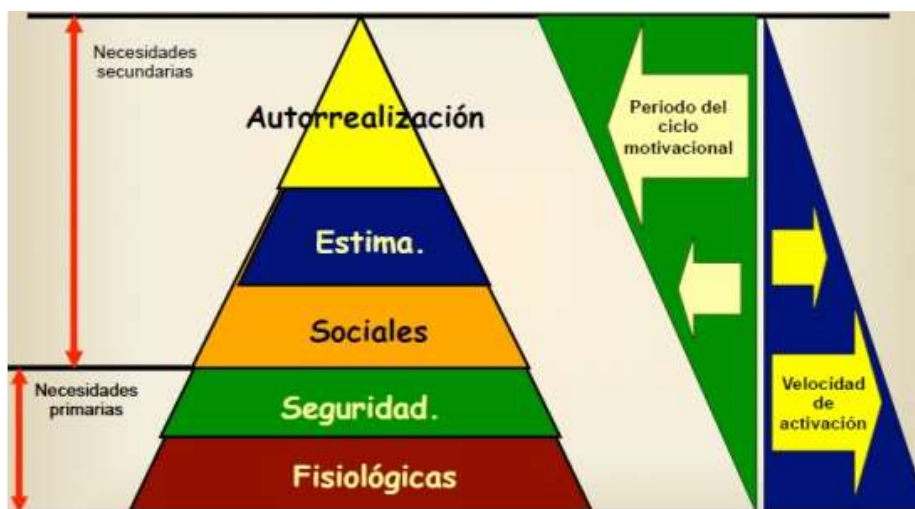 Necesidades
secundarias
Autorrealización
Estima.
Sociales
Necesidades
primarias
Seguridad.
Fisiológicas
Periodo del
ciclo
motivacional
Velocidad
de
activación